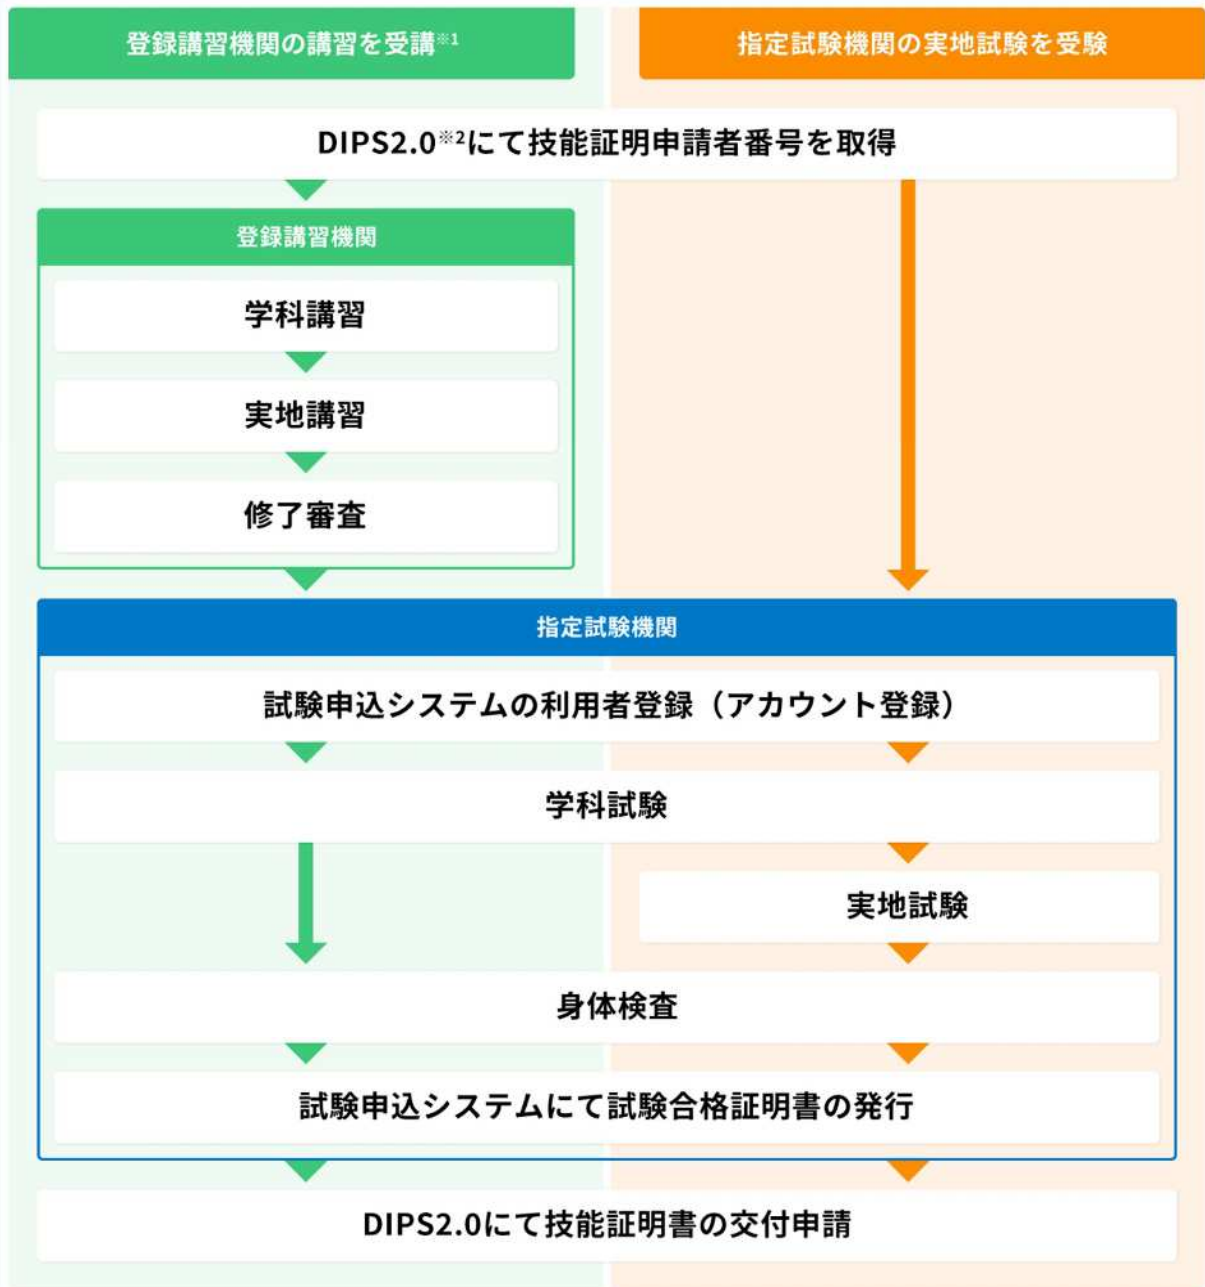 登録講習機関の講習を受講※1
指定試験機関の実地試験を受験
DIPS2.0※2にて技能証明申請者番号を取得
登録講習機関
学科講習
実地講習
修了審査
指定試験機関
試験申込システムの利用者登録（アカウント登録）
学科試験
実地試験
身体検査
試験申込システムにて試験合格証明書の発行
DIPS2.0にて技能証明書の交付申請